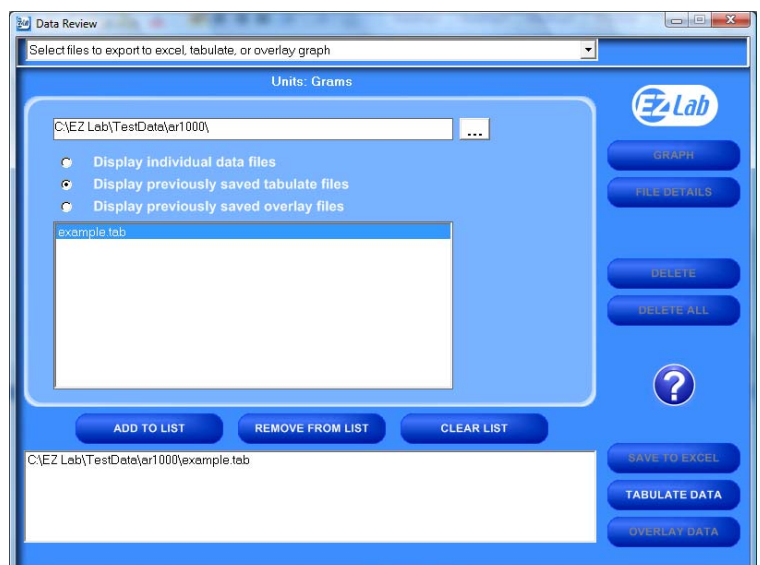 Data Review
Select files to export to excel, tabulate, or overlay graph
Units: Grams
EZ Lab
C:\EZ Lab\TestData\ar1000\
...
GRAPH
Display individual data files
Display previously saved tabulate files
FILE DETAILS
Display previously saved overlay files
example.tab
DELETE
DELETE ALL
?
ADD TO LIST
REMOVE FROM LIST
CLEAR LIST
C:\EZ Lab\TestData\ar1000\example.tab
SAVE TO EXCEL
TABULATE DATA
OVERLAY DATA